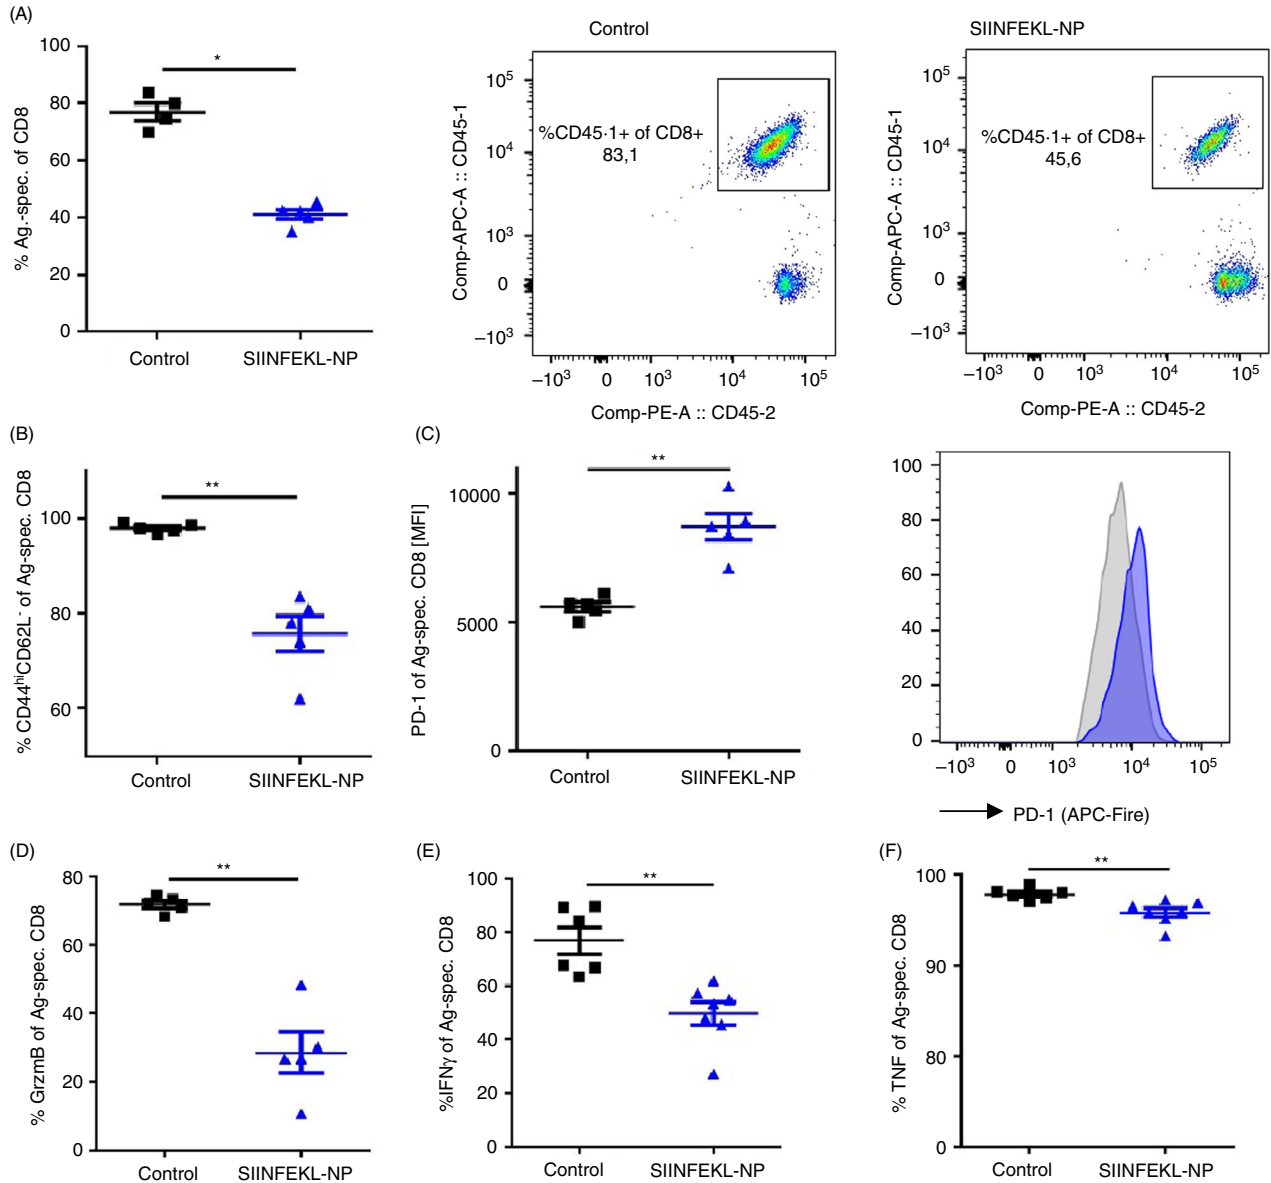 (A)
% Ag.-spec. of CD8
100
80
60
40
20
0
*
Control
SIINFEKL-NP
Control
Comp-APC-A :: CD45-1
10⁵
10⁴
10³
0
–10³
%CD45·1+ of CD8+
83,1
–10³ 0 10³ 10⁴ 10⁵
Comp-PE-A :: CD45-2
SIINFEKL-NP
Comp-APC-A :: CD45-1
10⁵
10⁴
10³
0
–10³
%CD45·1+ of CD8+
45,6
–10³ 0 10³ 10⁴ 10⁵
Comp-PE-A :: CD45-2
(B)
% CD44ʰⁱCD62L⁻ of Ag-spec. CD8
100
80
60
**
Control
SIINFEKL-NP
(C)
PD-1 of Ag-spec. CD8 [MFI]
10000
5000
0
**
Control
SIINFEKL-NP
100
80
60
40
20
0
–10³ 0 10³ 10⁴ 10⁵
PD-1 (APC-Fire)
(D)
% GrzmB of Ag-spec. CD8
80
60
40
20
0
**
Control
SIINFEKL-NP
(E)
%IFNγ of Ag-spec. CD8
100
80
60
40
20
0
**
Control
SIINFEKL-NP
(F)
% TNF of Ag-spec. CD8
100
90
80
0
**
Control
SIINFEKL-NP